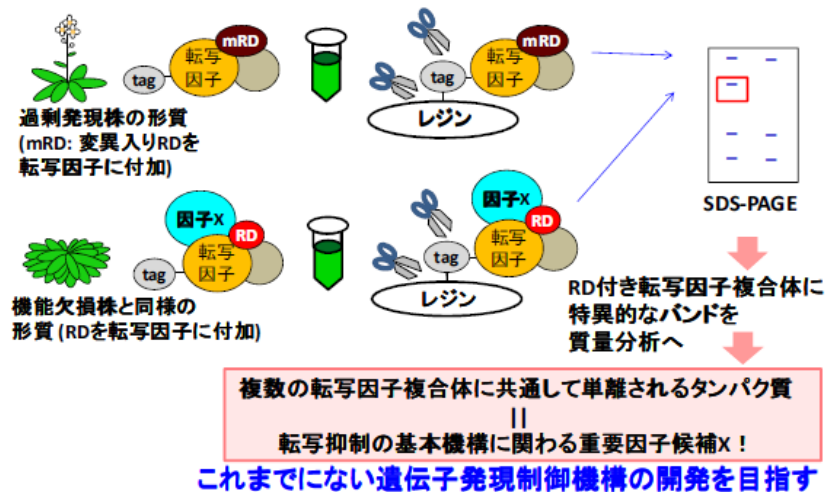 mRD
転写
因子
tag
mRD
転写
因子
tag
レジン
過剰発現株の形質
(mRD: 変異入りRDを
転写因子に付加)
SDS-PAGE
因子X
RD
転写
因子
tag
因子X
RD
転写
因子
tag
レジン
機能欠損株と同様の
形質 (RDを転写因子に付加)
RD付き転写因子複合体に
特異的なバンドを
質量分析へ
複数の転写因子複合体に共通して単離されるタンパク質
||
転写抑制の基本機構に関わる重要因子候補X！
これまでにない遺伝子発現制御機構の開発を目指す